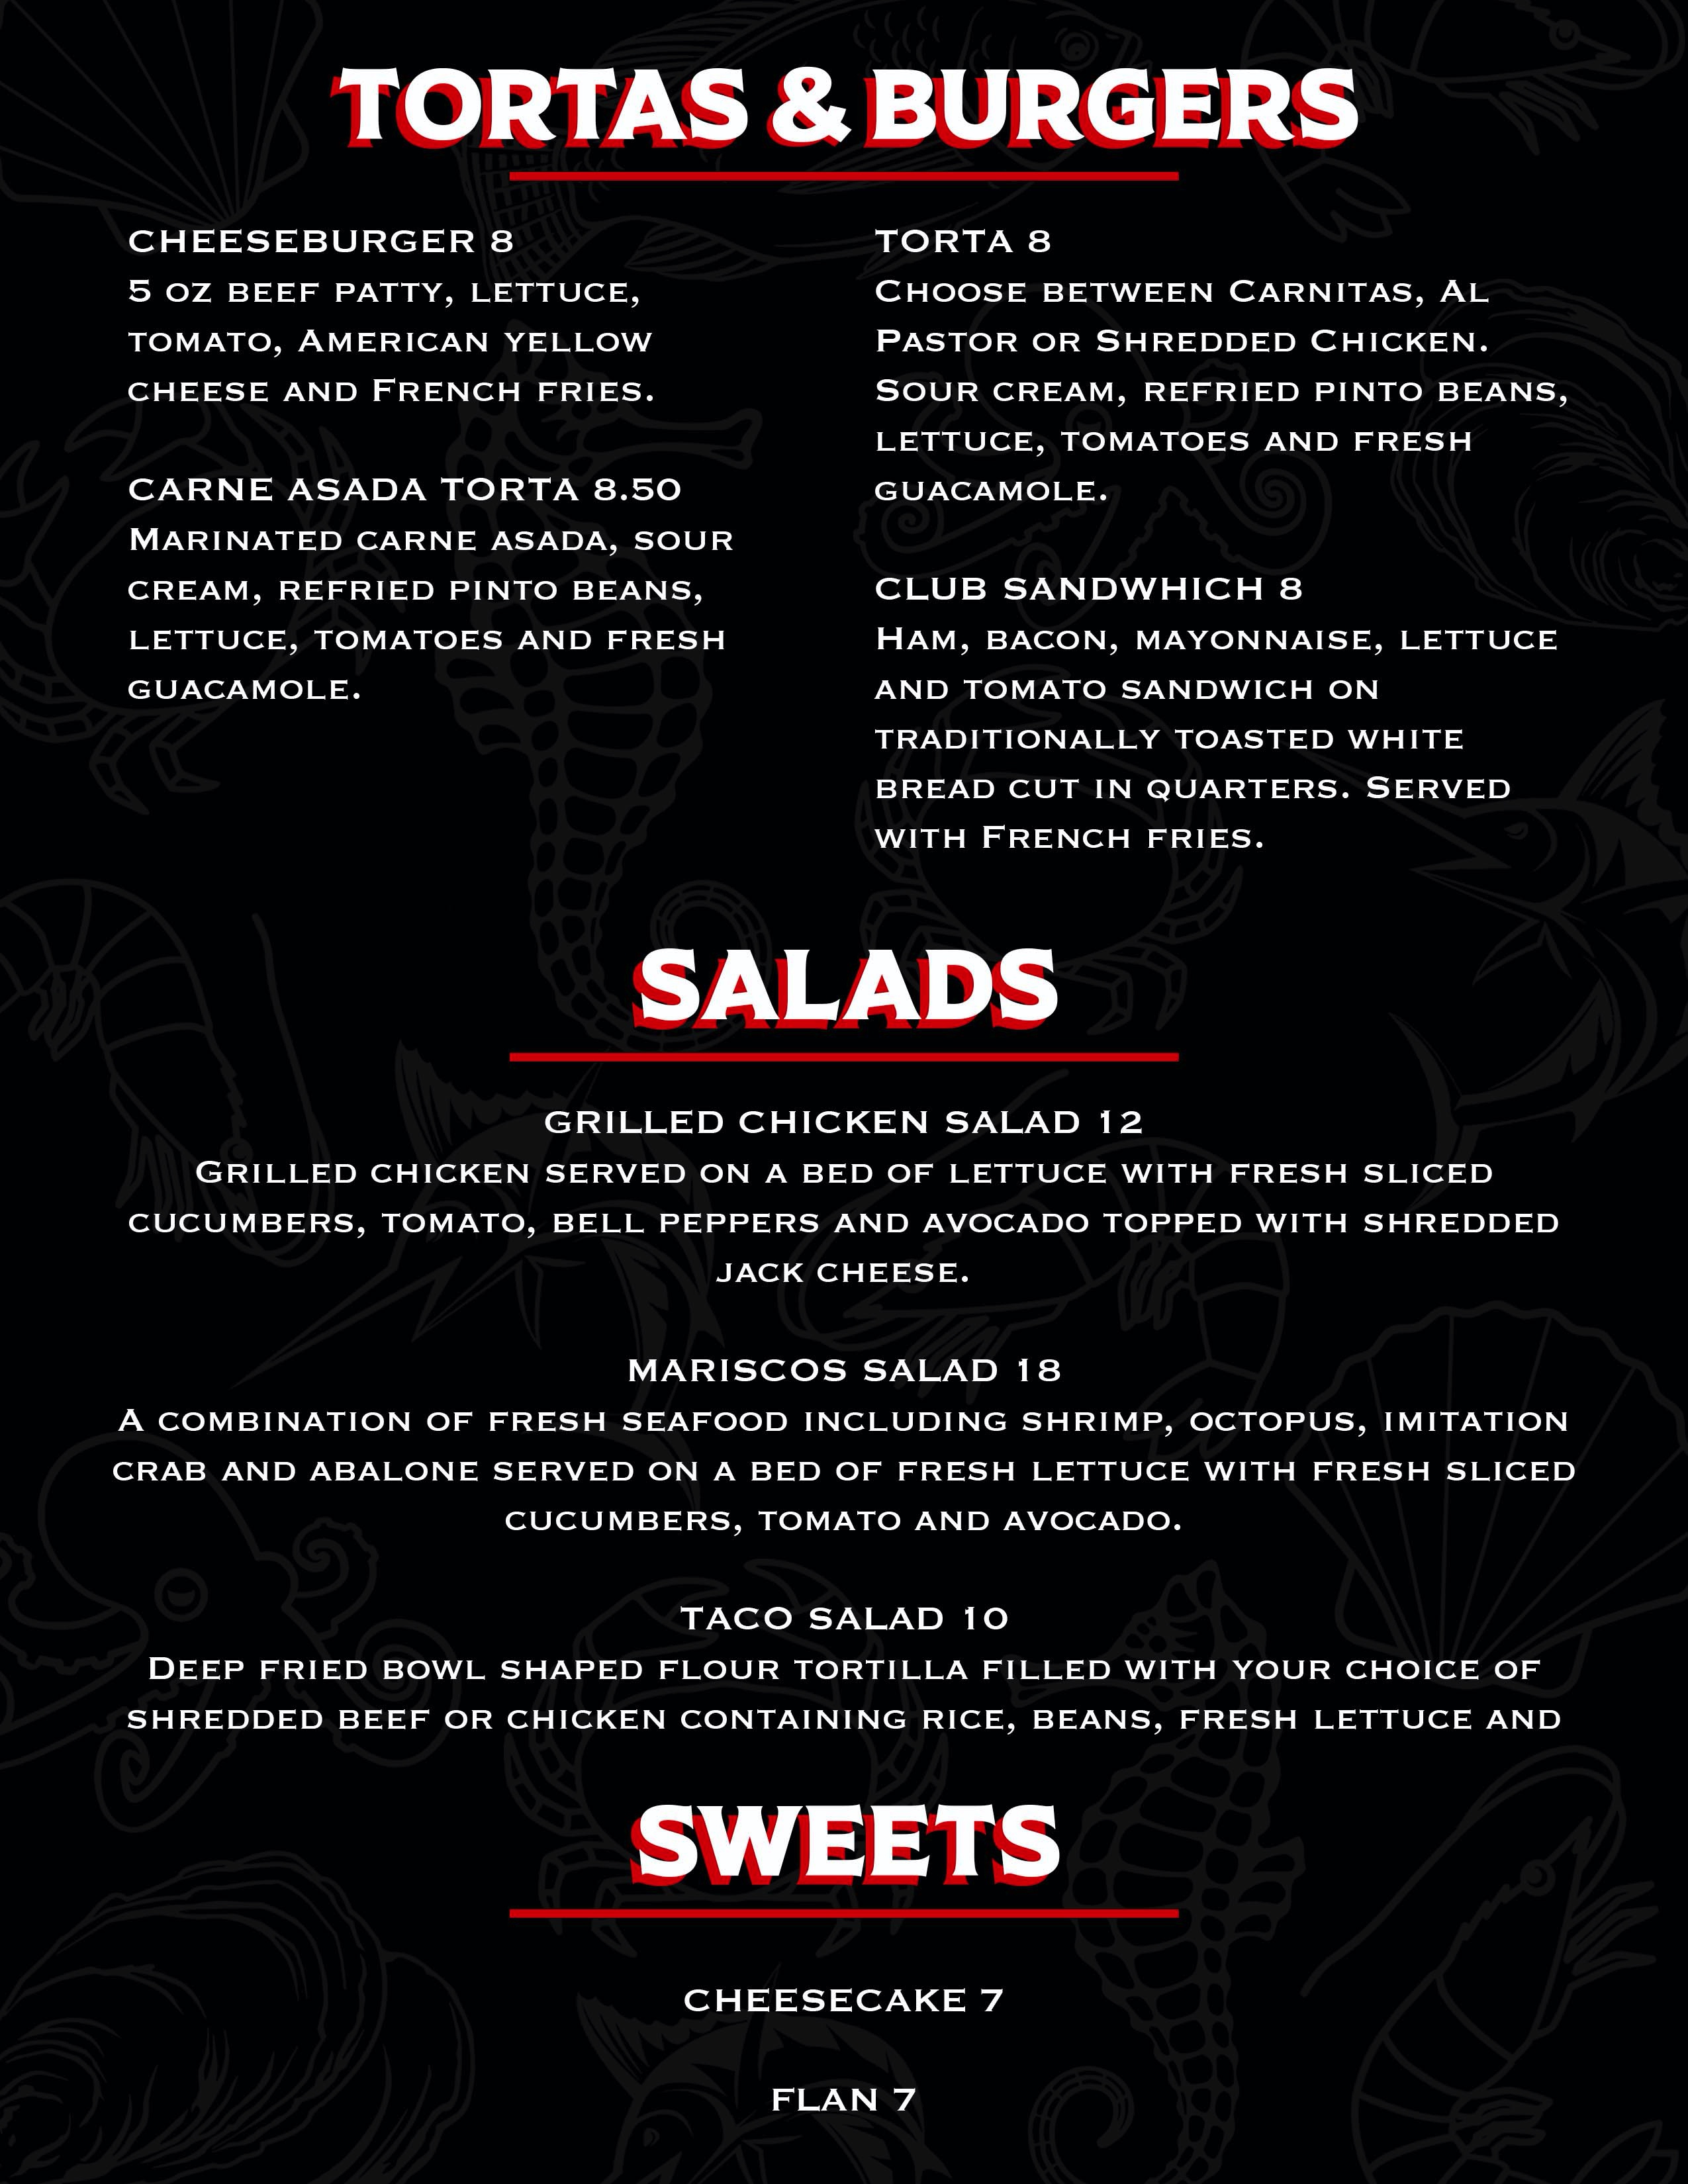 TORTAS & BURGERS
CHEESEBURGER 8
5 OZ BEEF PATTY, LETTUCE,
TOMATO, AMERICAN YELLOW
CHEESE AND FRENCH FRIES.
CARNE ASADA TORTA 8.50
MARINATED CARNE ASADA, SOUR
CREAM, REFRIED PINTO BEANS,
LETTUCE, TOMATOES AND FRESH
GUACAMOLE.
TORTA 8
CHOOSE BETWEEN CARNITAS, AL
PASTOR OR SHREDDED CHICKEN.
SOUR CREAM, REFRIED PINTO BEANS,
LETTUCE, TOMATOES AND FRESH
GUACAMOLE.
CLUB SANDWHICH 8
HAM, BACON, MAYONNAISE, LETTUCE
AND TOMATO SANDWICH ON
TRADITIONALLY TOASTED WHITE
BREAD CUT IN QUARTERS. SERVED
WITH FRENCH FRIES.
SALADS
GRILLED CHICKEN SALAD 12
GRILLED CHICKEN SERVED ON A BED OF LETTUCE WITH FRESH SLICED
CUCUMBERS, TOMATO, BELL PEPPERS AND AVOCADO TOPPED WITH SHREDDED
JACK CHEESE.
MARISCOS SALAD 18
A COMBINATION OF FRESH SEAFOOD INCLUDING SHRIMP, OCTOPUS, IMITATION
CRAB AND ABALONE SERVED ON A BED OF FRESH LETTUCE WITH FRESH SLICED
CUCUMBERS, TOMATO AND AVOCADO.
TACO SALAD 10
DEEP FRIED BOWL SHAPED FLOUR TORTILLA FILLED WITH YOUR CHOICE OF
SHREDDED BEEF OR CHICKEN CONTAINING RICE, BEANS, FRESH LETTUCE AND
SWEETS
CHEESECAKE 7
FLAN 7